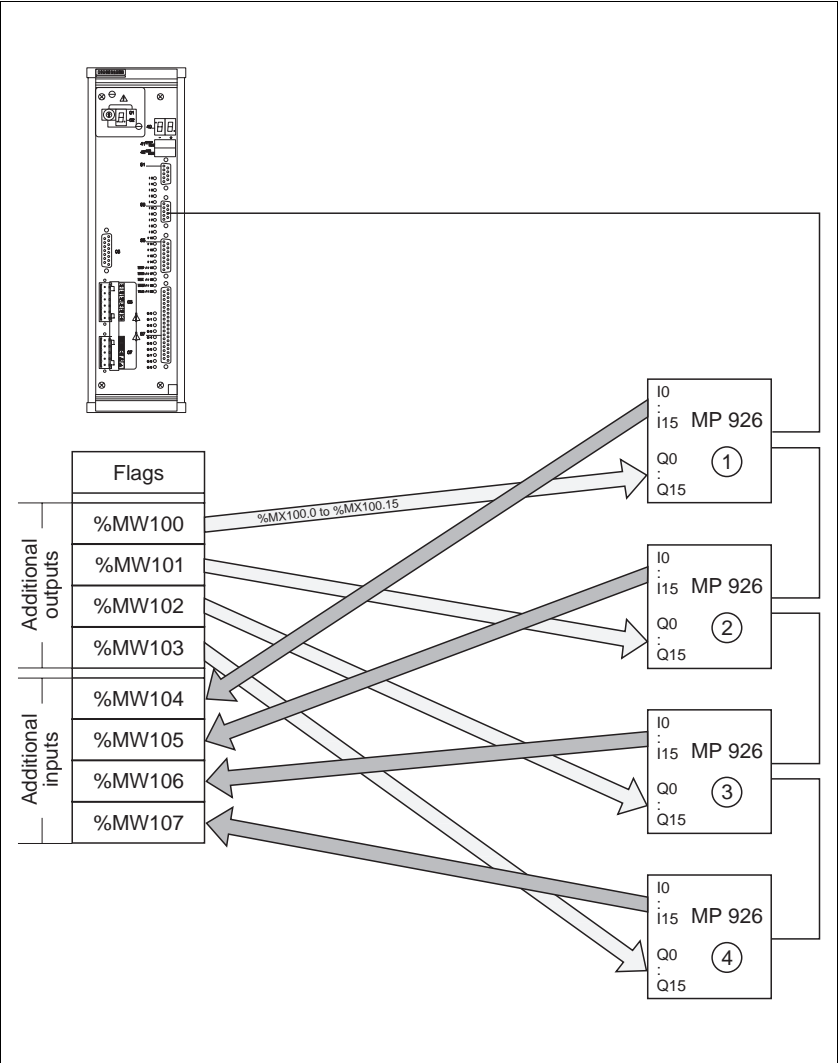 Flags
%MW100
%MW101
%MW102
%MW103
%MW104
%MW105
%MW106
%MW107
Additional
outputs
Additional
inputs
%MX100.0 to %MX100.15
I0
:
I15 MP 926
Q0
:
Q15
1
I0
:
I15 MP 926
Q0
:
Q15
2
I0
:
I15 MP 926
Q0
:
Q15
3
I0
:
I15 MP 926
Q0
:
Q15
4